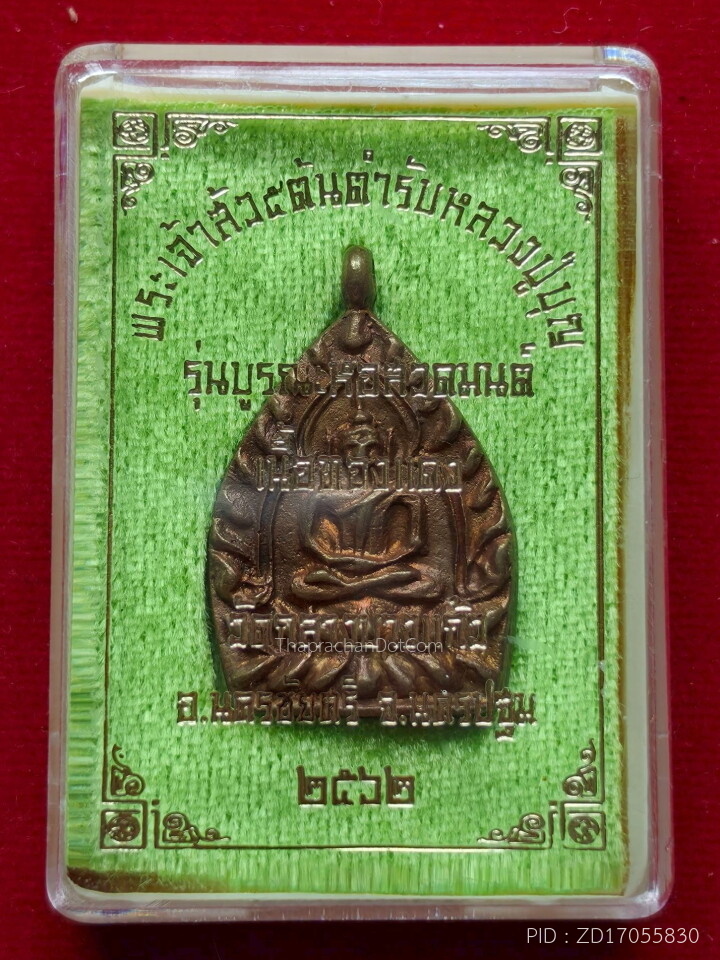 พระเจ้าสัว๕ต้นตำรับหลวงปู่บุญ
รุ่นบูรณะหอสวดมนต์
เนื้อทองแดง
วัดกลางบางแก้ว
ThaprachanDotCom
อ.นครชัยศรี จ.นครปฐม
๒๕๖๒
PID : ZD17055830